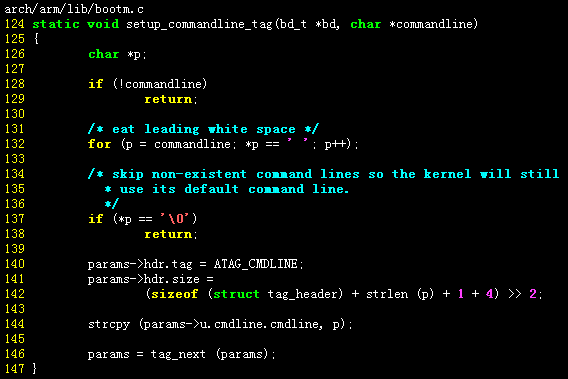 arch/arm/lib/bootm.c
124 static void setup_commandline_tag(bd_t *bd, char *commandline)
125 {
126         char *p;
127
128         if (!commandline)
129                 return;
130
131         /* eat leading white space */
132         for (p = commandline; *p == ' '; p++);
133
134         /* skip non-existent command lines so the kernel will still
135          * use its default command line.
136          */
137         if (*p == '\0')
138                 return;
139
140         params->hdr.tag = ATAG_CMDLINE;
141         params->hdr.size =
142                 (sizeof (struct tag_header) + strlen (p) + 1 + 4) >> 2;
143
144         strcpy (params->u.cmdline.cmdline, p);
145
146         params = tag_next (params);
147 }